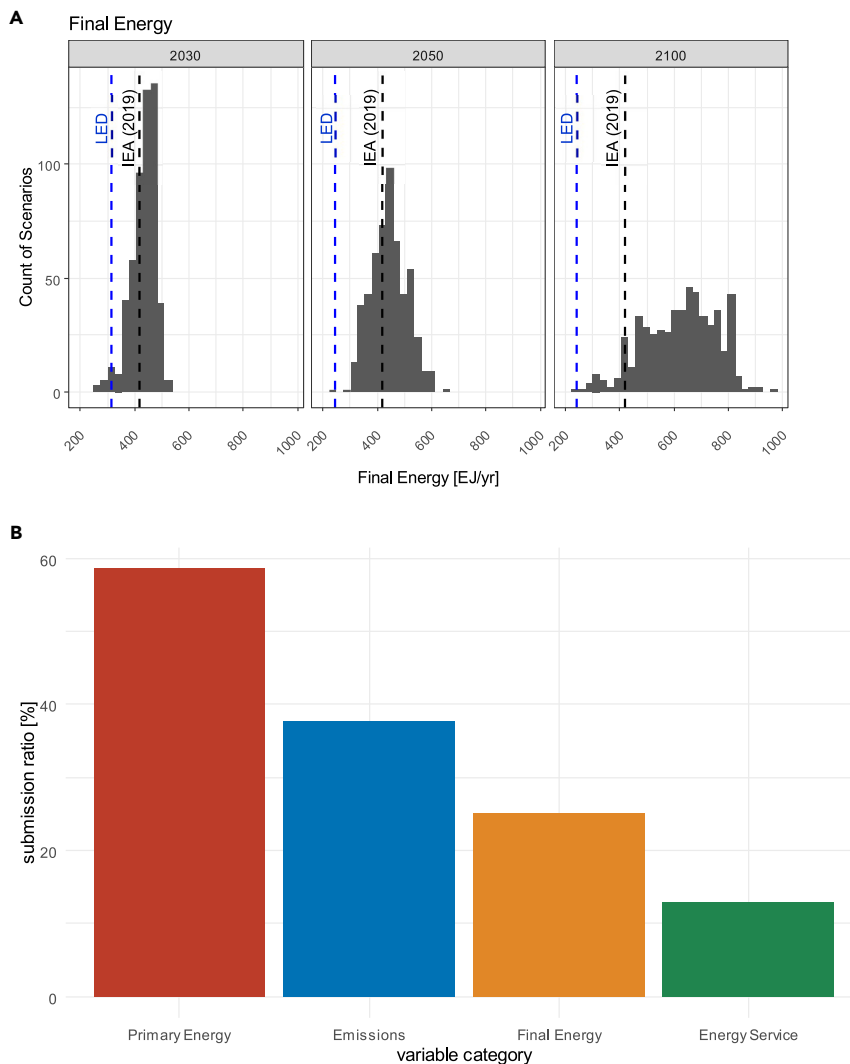 A
Final Energy
2030
2050
2100
Count of Scenarios
100
50
0
LED
IEA (2019)
LED
IEA (2019)
LED
IEA (2019)
200
400
600
800
1000
200
400
600
800
1000
200
400
600
800
1000
Final Energy [EJ/yr]
B
submission ratio [%]
60
40
20
0
Primary Energy
Emissions
Final Energy
Energy Service
variable category